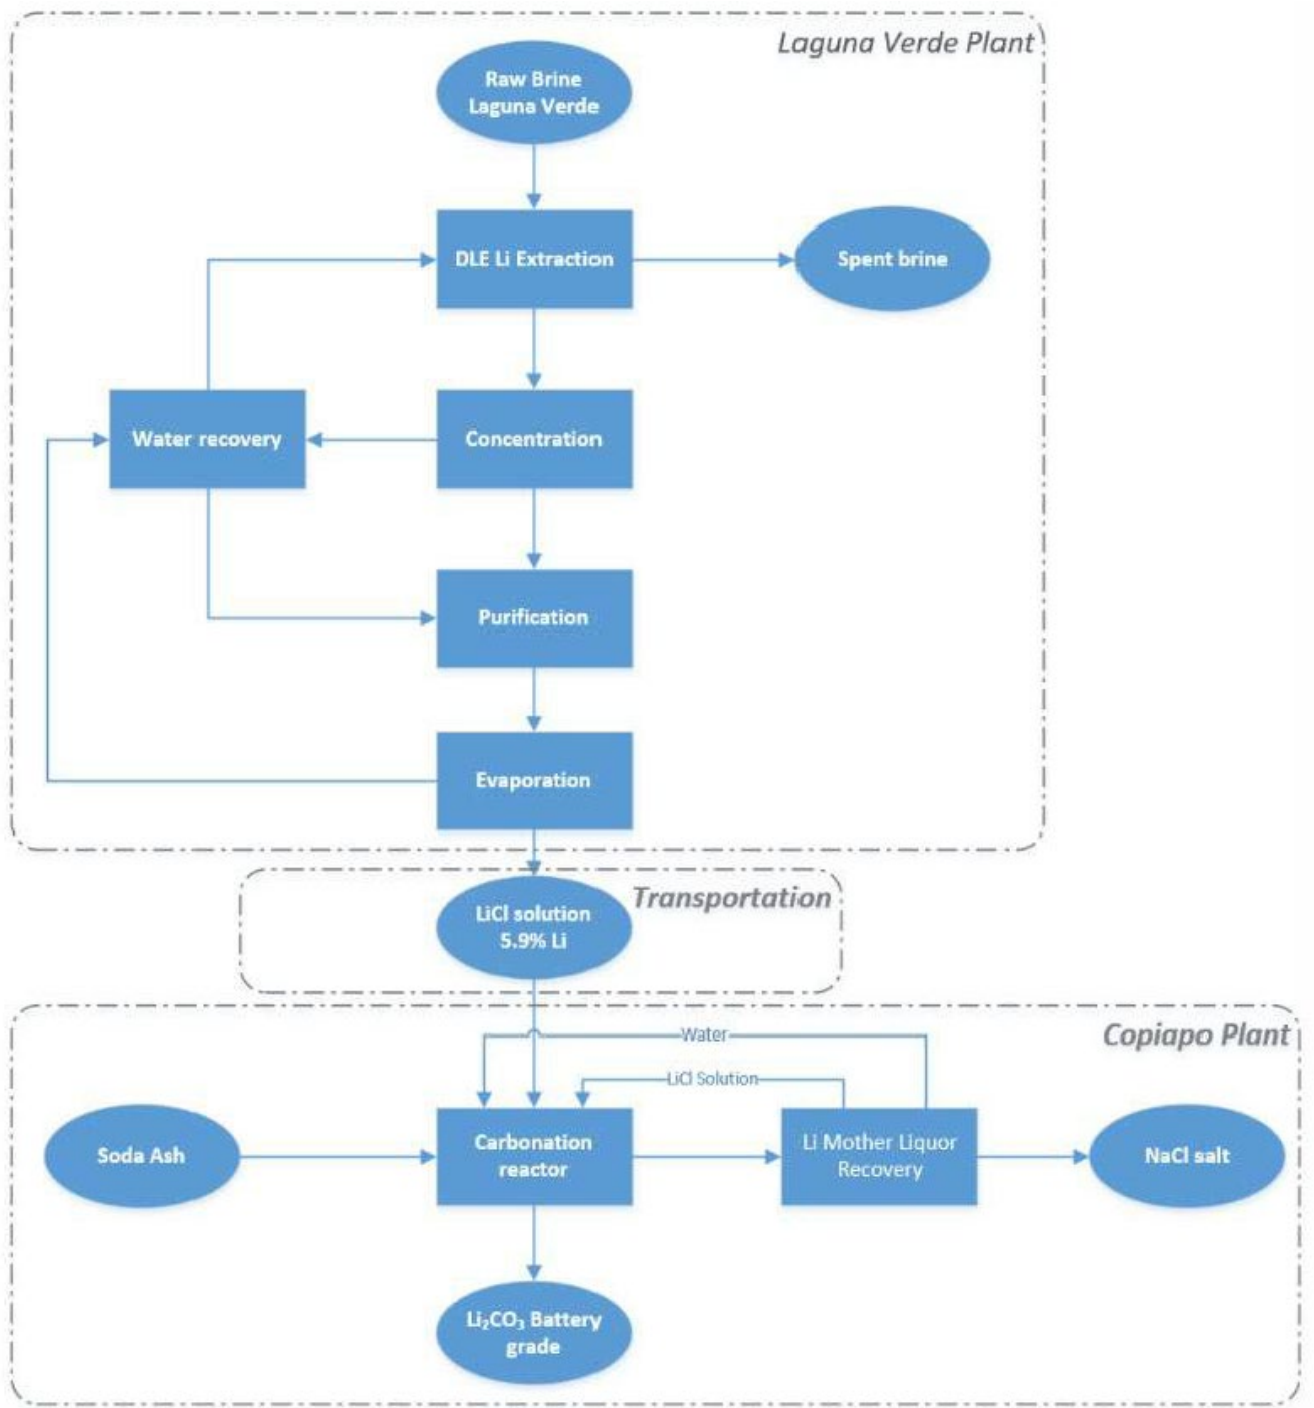 Laguna Verde Plant
Raw Brine
Laguna Verde
DLE Li Extraction
Spent brine
Water recovery
Concentration
Purification
Evaporation
Transportation
LiCl solution
5.9% Li
Copiapo Plant
Water
LiCl Solution
Soda Ash
Carbonation
reactor
Li Mother Liquor
Recovery
NaCl salt
Li₂CO₃ Battery
grade